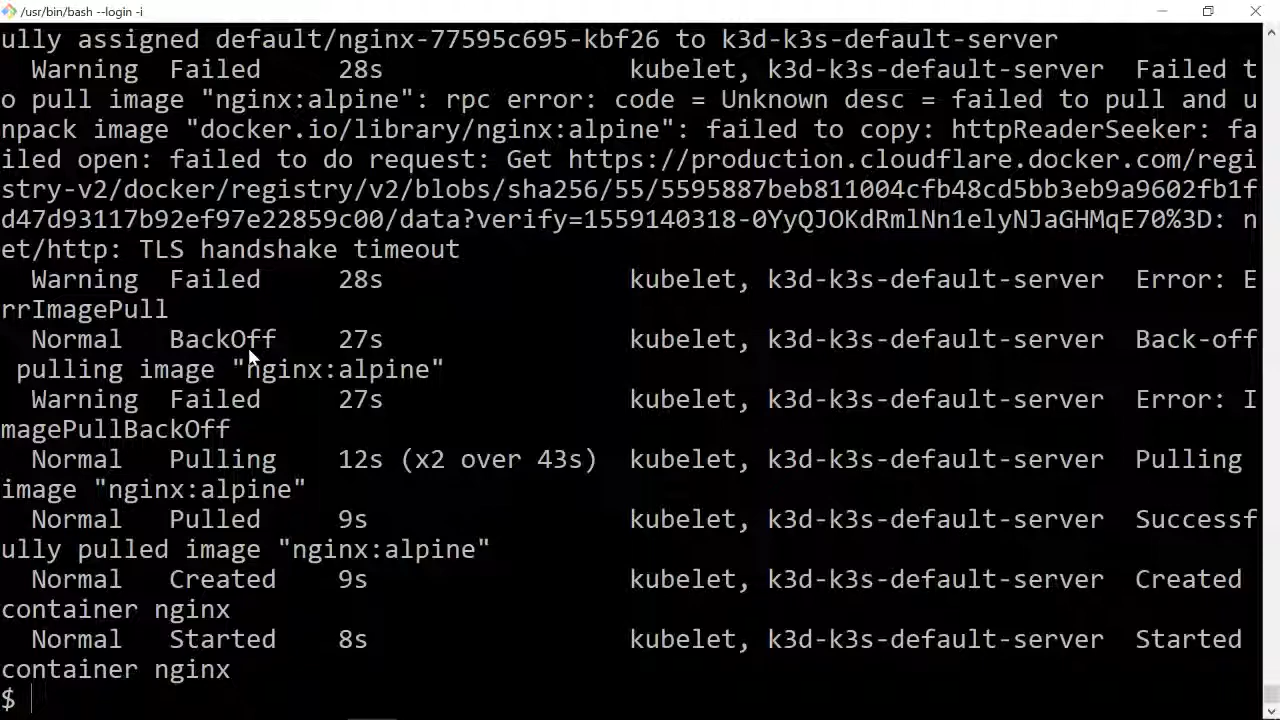 /usr/bin/bash --login -i
ully assigned default/nginx-77595c695-kbf26 to k3d-k3s-default-server
Warning  Failed     28s                kubelet, k3d-k3s-default-server  Failed t
o pull image "nginx:alpine": rpc error: code = Unknown desc = failed to pull and u
npack image "docker.io/library/nginx:alpine": failed to copy: httpReaderSeeker: fa
iled open: failed to do request: Get https://production.cloudflare.docker.com/regi
stry-v2/docker/registry/v2/blobs/sha256/55/5595887beb811004cfb48cd5bb3eb9a9602fb1f
d47d93117b92ef97e22859c00/data?verify=1559140318-0YyQJOKdRmlNn1elyNJaGHMqE70%3D: n
et/http: TLS handshake timeout
Warning  Failed     28s                kubelet, k3d-k3s-default-server  Error: E
rrImagePull
Normal   BackOff    27s                kubelet, k3d-k3s-default-server  Back-off
pulling image "nginx:alpine"
Warning  Failed     27s                kubelet, k3d-k3s-default-server  Error: I
magePullBackOff
Normal   Pulling    12s (x2 over 43s)  kubelet, k3d-k3s-default-server  Pulling
image "nginx:alpine"
Normal   Pulled     9s                 kubelet, k3d-k3s-default-server  Successf
ully pulled image "nginx:alpine"
Normal   Created    9s                 kubelet, k3d-k3s-default-server  Created
container nginx
Normal   Started    8s                 kubelet, k3d-k3s-default-server  Started
container nginx
$